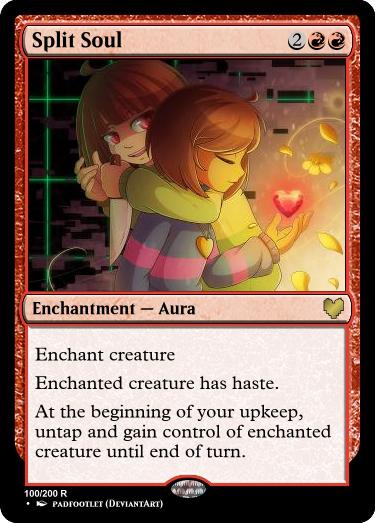 Split Soul 2
Enchantment — Aura
Enchant creature
Enchanted creature has haste.
At the beginning of your upkeep,
untap and gain control of enchanted
creature until end of turn.
100/200 R
• PADFOOTLET (DEVIANTART)